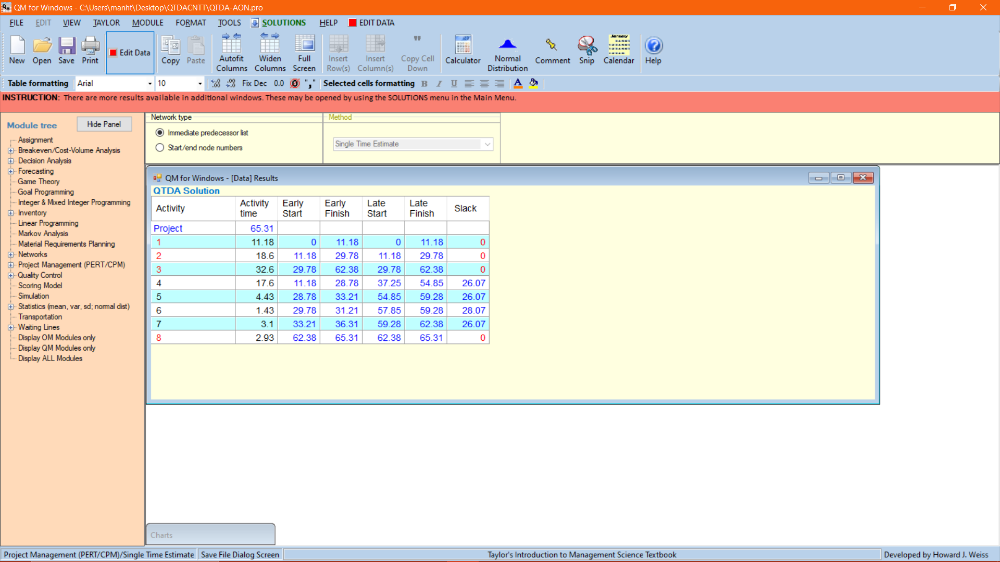 QM for Windows - C:\Users\manht\Desktop\QTDACNTT\QTDA-AON.pro
FILE EDIT VIEW TAYLOR MODULE FORMAT TOOLS SOLUTIONS HELP EDIT DATA
New Open Save Print Edit Data Copy Paste Autofit Columns Widen Columns Full Screen Insert Row(s) Insert Column(s) Copy Cell Down Calculator Normal Distribution Comment Snip Calendar Help
Table formatting Arial 10 Fix Dec 0.0 Selected cells formatting B I U A
INSTRUCTION: There are more results available in additional windows. These may be opened by using the SOLUTIONS menu in the Main Menu.
Module tree Hide Panel
Assignment
Breakeven/Cost-Volume Analysis
Decision Analysis
Forecasting
Game Theory
Goal Programming
Integer & Mixed Integer Programming
Inventory
Linear Programming
Markov Analysis
Material Requirements Planning
Networks
Project Management (PERT/CPM)
Quality Control
Scoring Model
Simulation
Statistics (mean, var, sd; normal dist)
Transportation
Waiting Lines
Display OM Modules only
Display QM Modules only
Display ALL Modules
Network type
Immediate predecessor list
Start/end node numbers
Method
Single Time Estimate
QM for Windows - [Data] Results
QTDA Solution
Activity Activity time Early Start Early Finish Late Start Late Finish Slack
Project 65.31
1 11.18 0 11.18 0 11.18 0
2 18.6 11.18 29.78 11.18 29.78 0
3 32.6 29.78 62.38 29.78 62.38 0
4 17.6 11.18 28.78 37.25 54.85 26.07
5 4.43 28.78 33.21 54.85 59.28 26.07
6 1.43 29.78 31.21 57.85 59.28 28.07
7 3.1 33.21 36.31 59.28 62.38 26.07
8 2.93 62.38 65.31 62.38 65.31 0
Charts
Project Management (PERT/CPM)/Single Time Estimate Save File Dialog Screen Taylor's Introduction to Management Science Textbook Developed by Howard J. Weiss